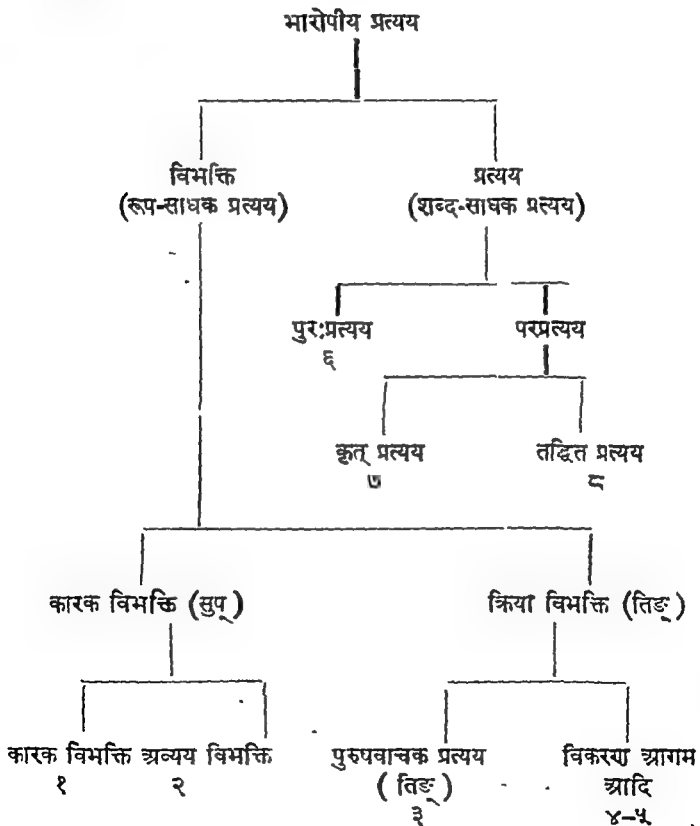 भारोपीय प्रत्यय
विभक्ति प्रत्यय
(रूप-साधक प्रत्यय) (शब्द-साधक प्रत्यय)
पुरःप्रत्यय परप्रत्यय
६
कृत् प्रत्यय तद्धित प्रत्यय
७ ८
कारक विभक्ति (सुप्) क्रिया विभक्ति (तिङ्)
कारक विभक्ति अव्यय विभक्ति पुरुषवाचक प्रत्यय विकरण आगम
१ २ (तिङ्) आदि
३ ४-५